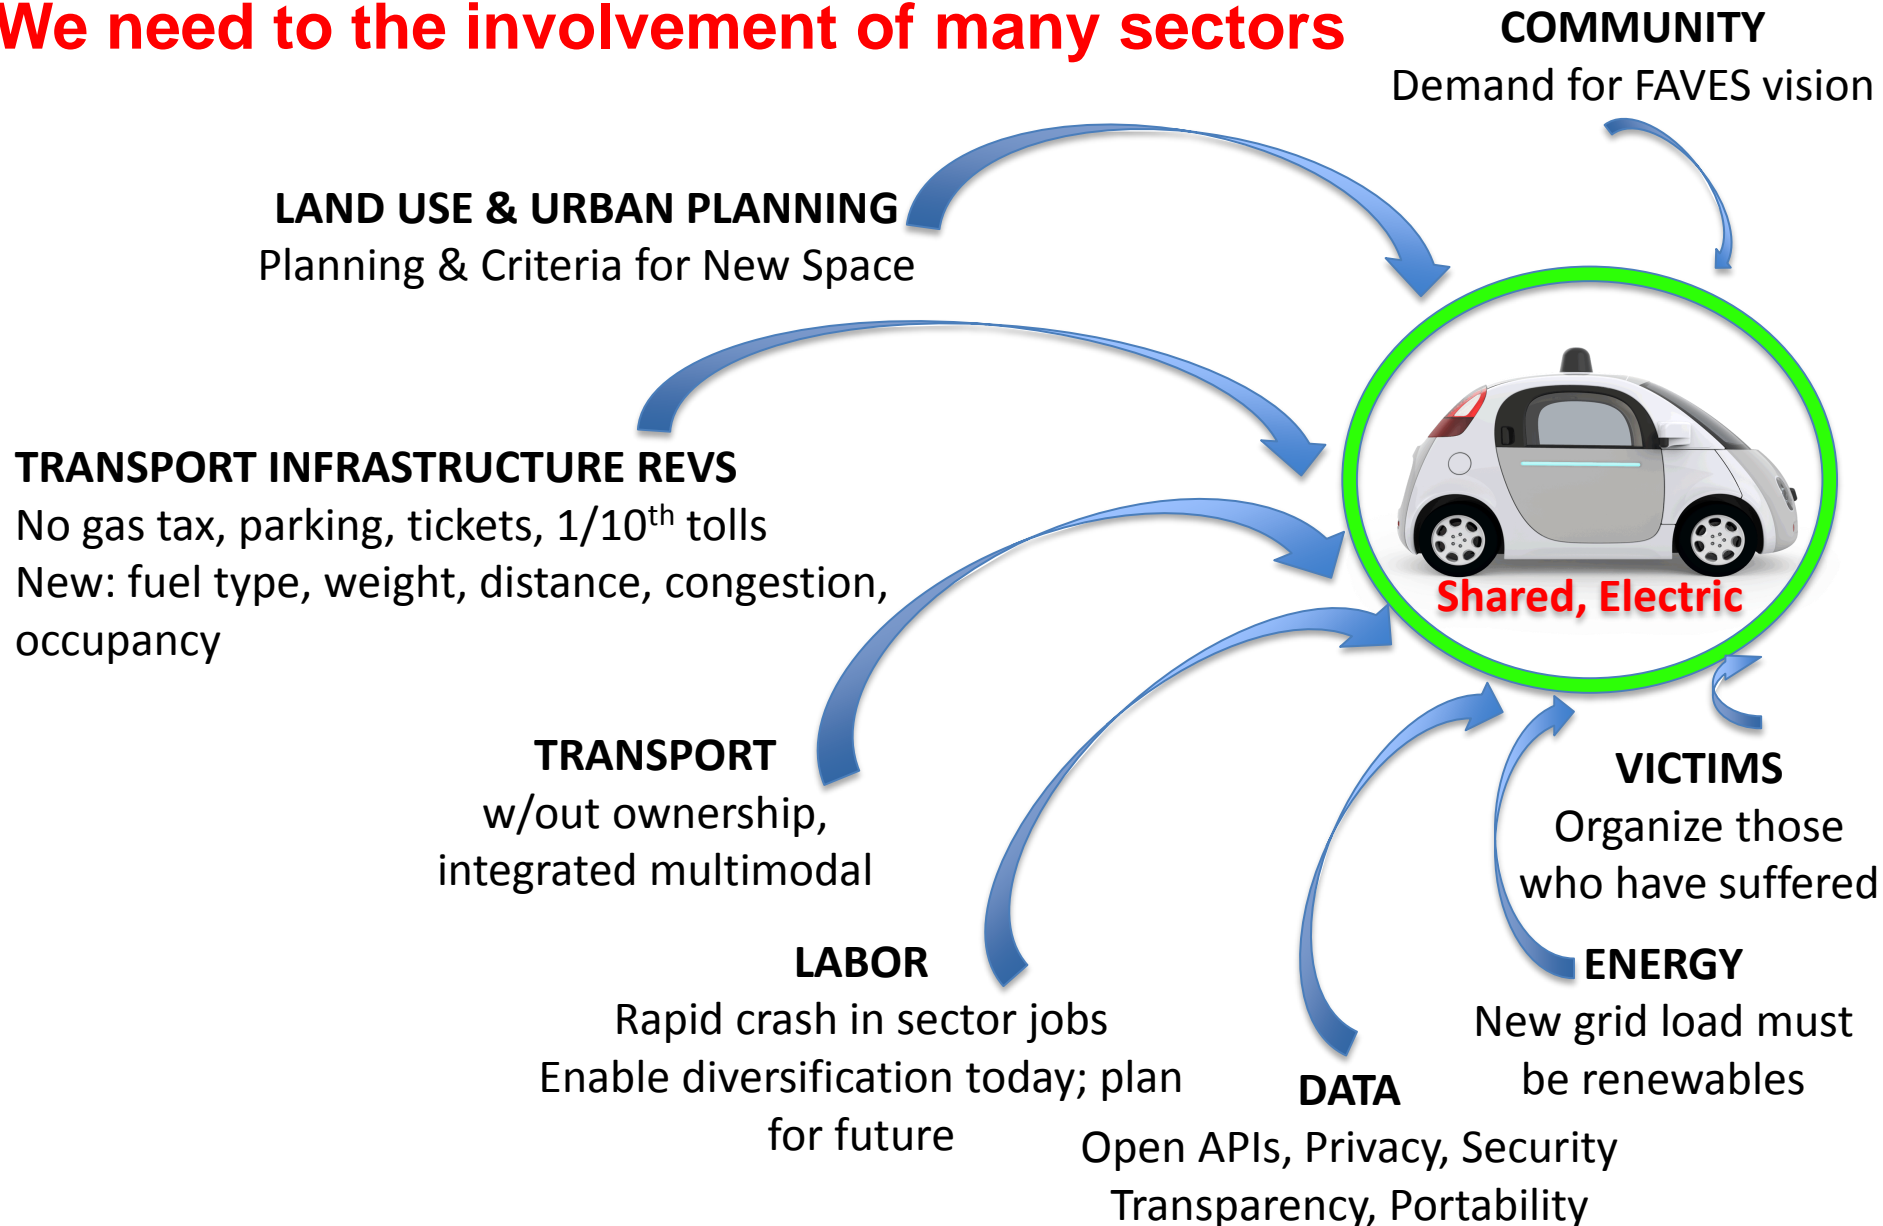 We need to the involvement of many sectors
COMMUNITY
Demand for FAVES vision
LAND USE & URBAN PLANNING
Planning & Criteria for New Space
TRANSPORT INFRASTRUCTURE REVS
No gas tax, parking, tickets, 1/10th tolls
New: fuel type, weight, distance, congestion,
occupancy
Shared, Electric
TRANSPORT
w/out ownership,
integrated multimodal
VICTIMS
Organize those
who have suffered
LABOR
Rapid crash in sector jobs
Enable diversification today; plan
for future
ENERGY
New grid load must
be renewables
DATA
Open APIs, Privacy, Security
Transparency, Portability